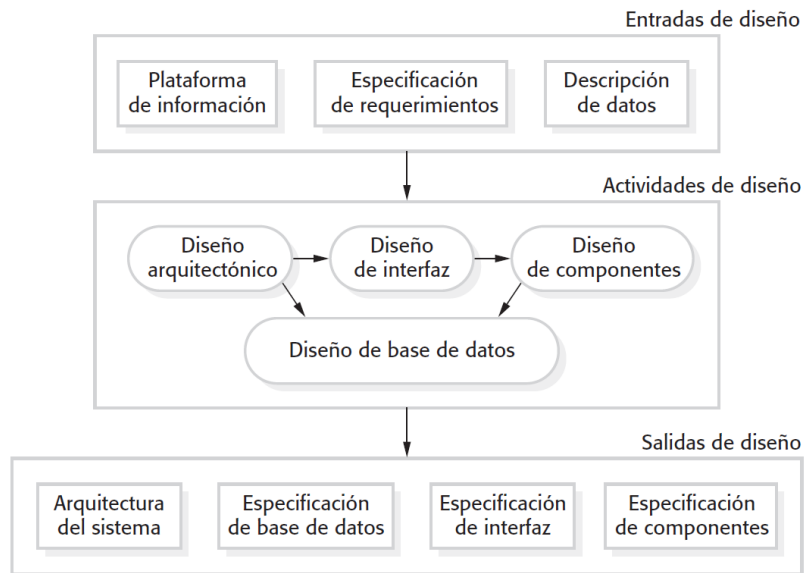 Entradas de diseño
Plataforma
de información
Especificación
de requerimientos
Descripción
de datos
Actividades de diseño
Diseño
arquitectónico
Diseño
de interfaz
Diseño
de componentes
Diseño de base de datos
Salidas de diseño
Arquitectura
del sistema
Especificación
de base de datos
Especificación
de interfaz
Especificación
de componentes